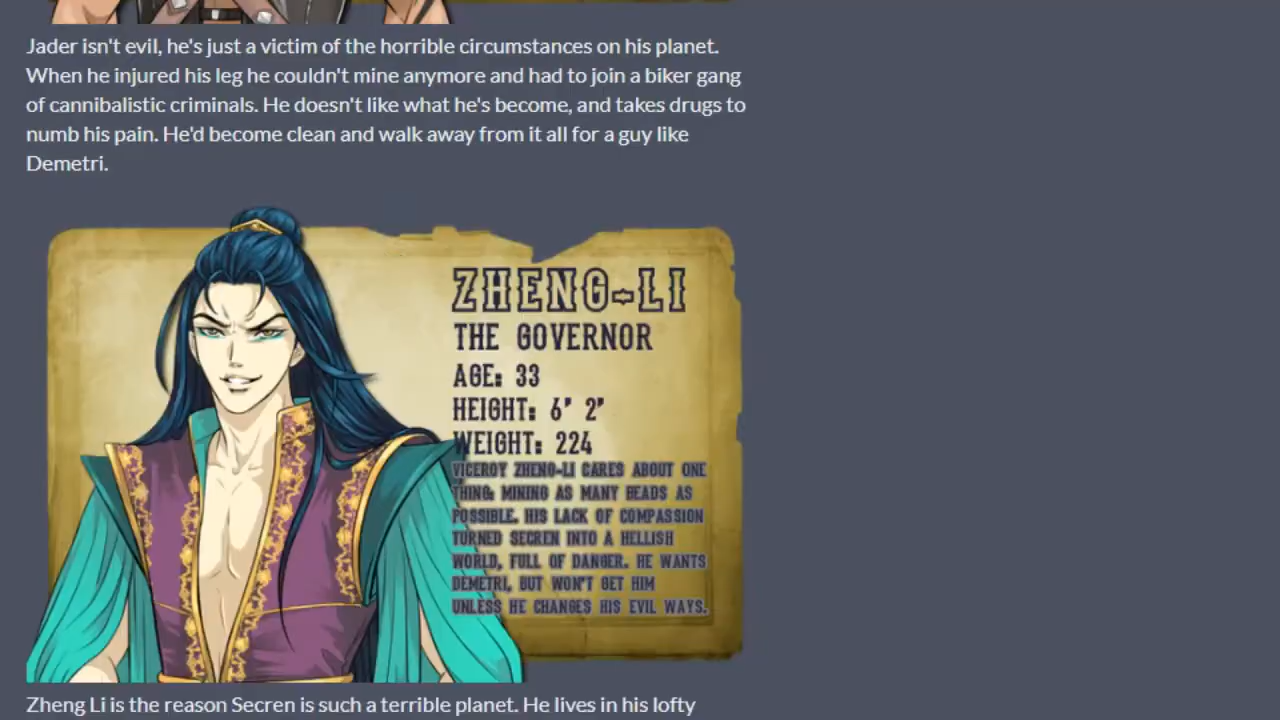 Jader isn't evil, he's just a victim of the horrible circumstances on his planet.
When he injured his leg he couldn't mine anymore and had to join a biker gang
of cannibalistic criminals. He doesn't like what he's become, and takes drugs to
numb his pain. He'd become clean and walk away from it all for a guy like
Demetri.
ZHENG-LI
THE GOVERNOR
AGE: 33
HEIGHT: 6' 2"
WEIGHT: 224
VICEROY ZHENG-LI CARES ABOUT ONE
THING: MINING AS MANY BEADS AS
POSSIBLE. HIS LACK OF COMPASSION
TURNED SECREN INTO A HELLISH
WORLD, FULL OF DANGER. HE WANTS
DEMETRI, BUT WON'T GET HIM
UNLESS HE CHANGES HIS EVIL WAYS.
Zheng Li is the reason Secren is such a terrible planet. He lives in his lofty